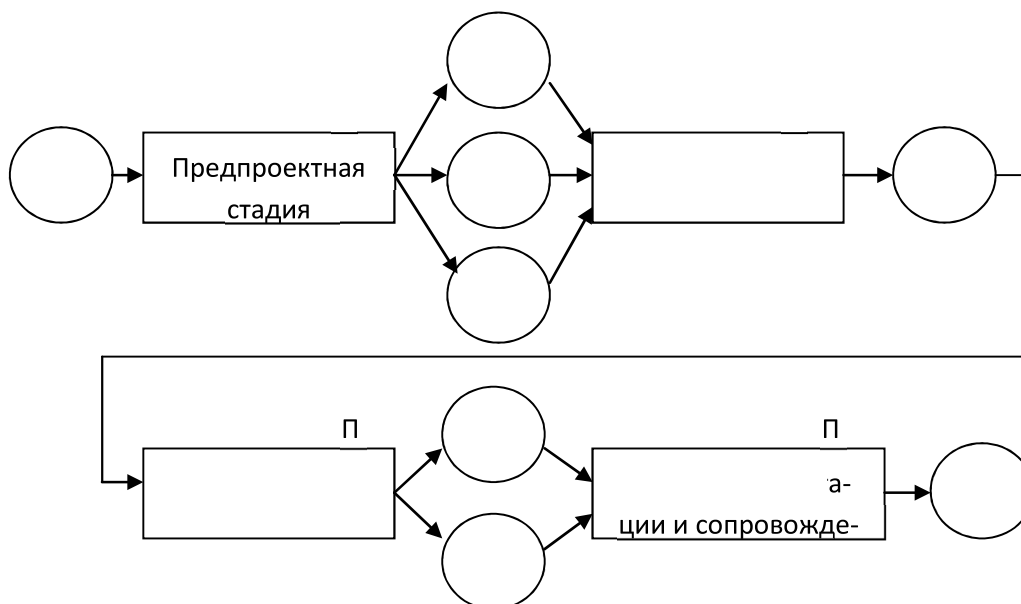 Предпроектная
стадия
П
П
а-
ции и сопровожде-